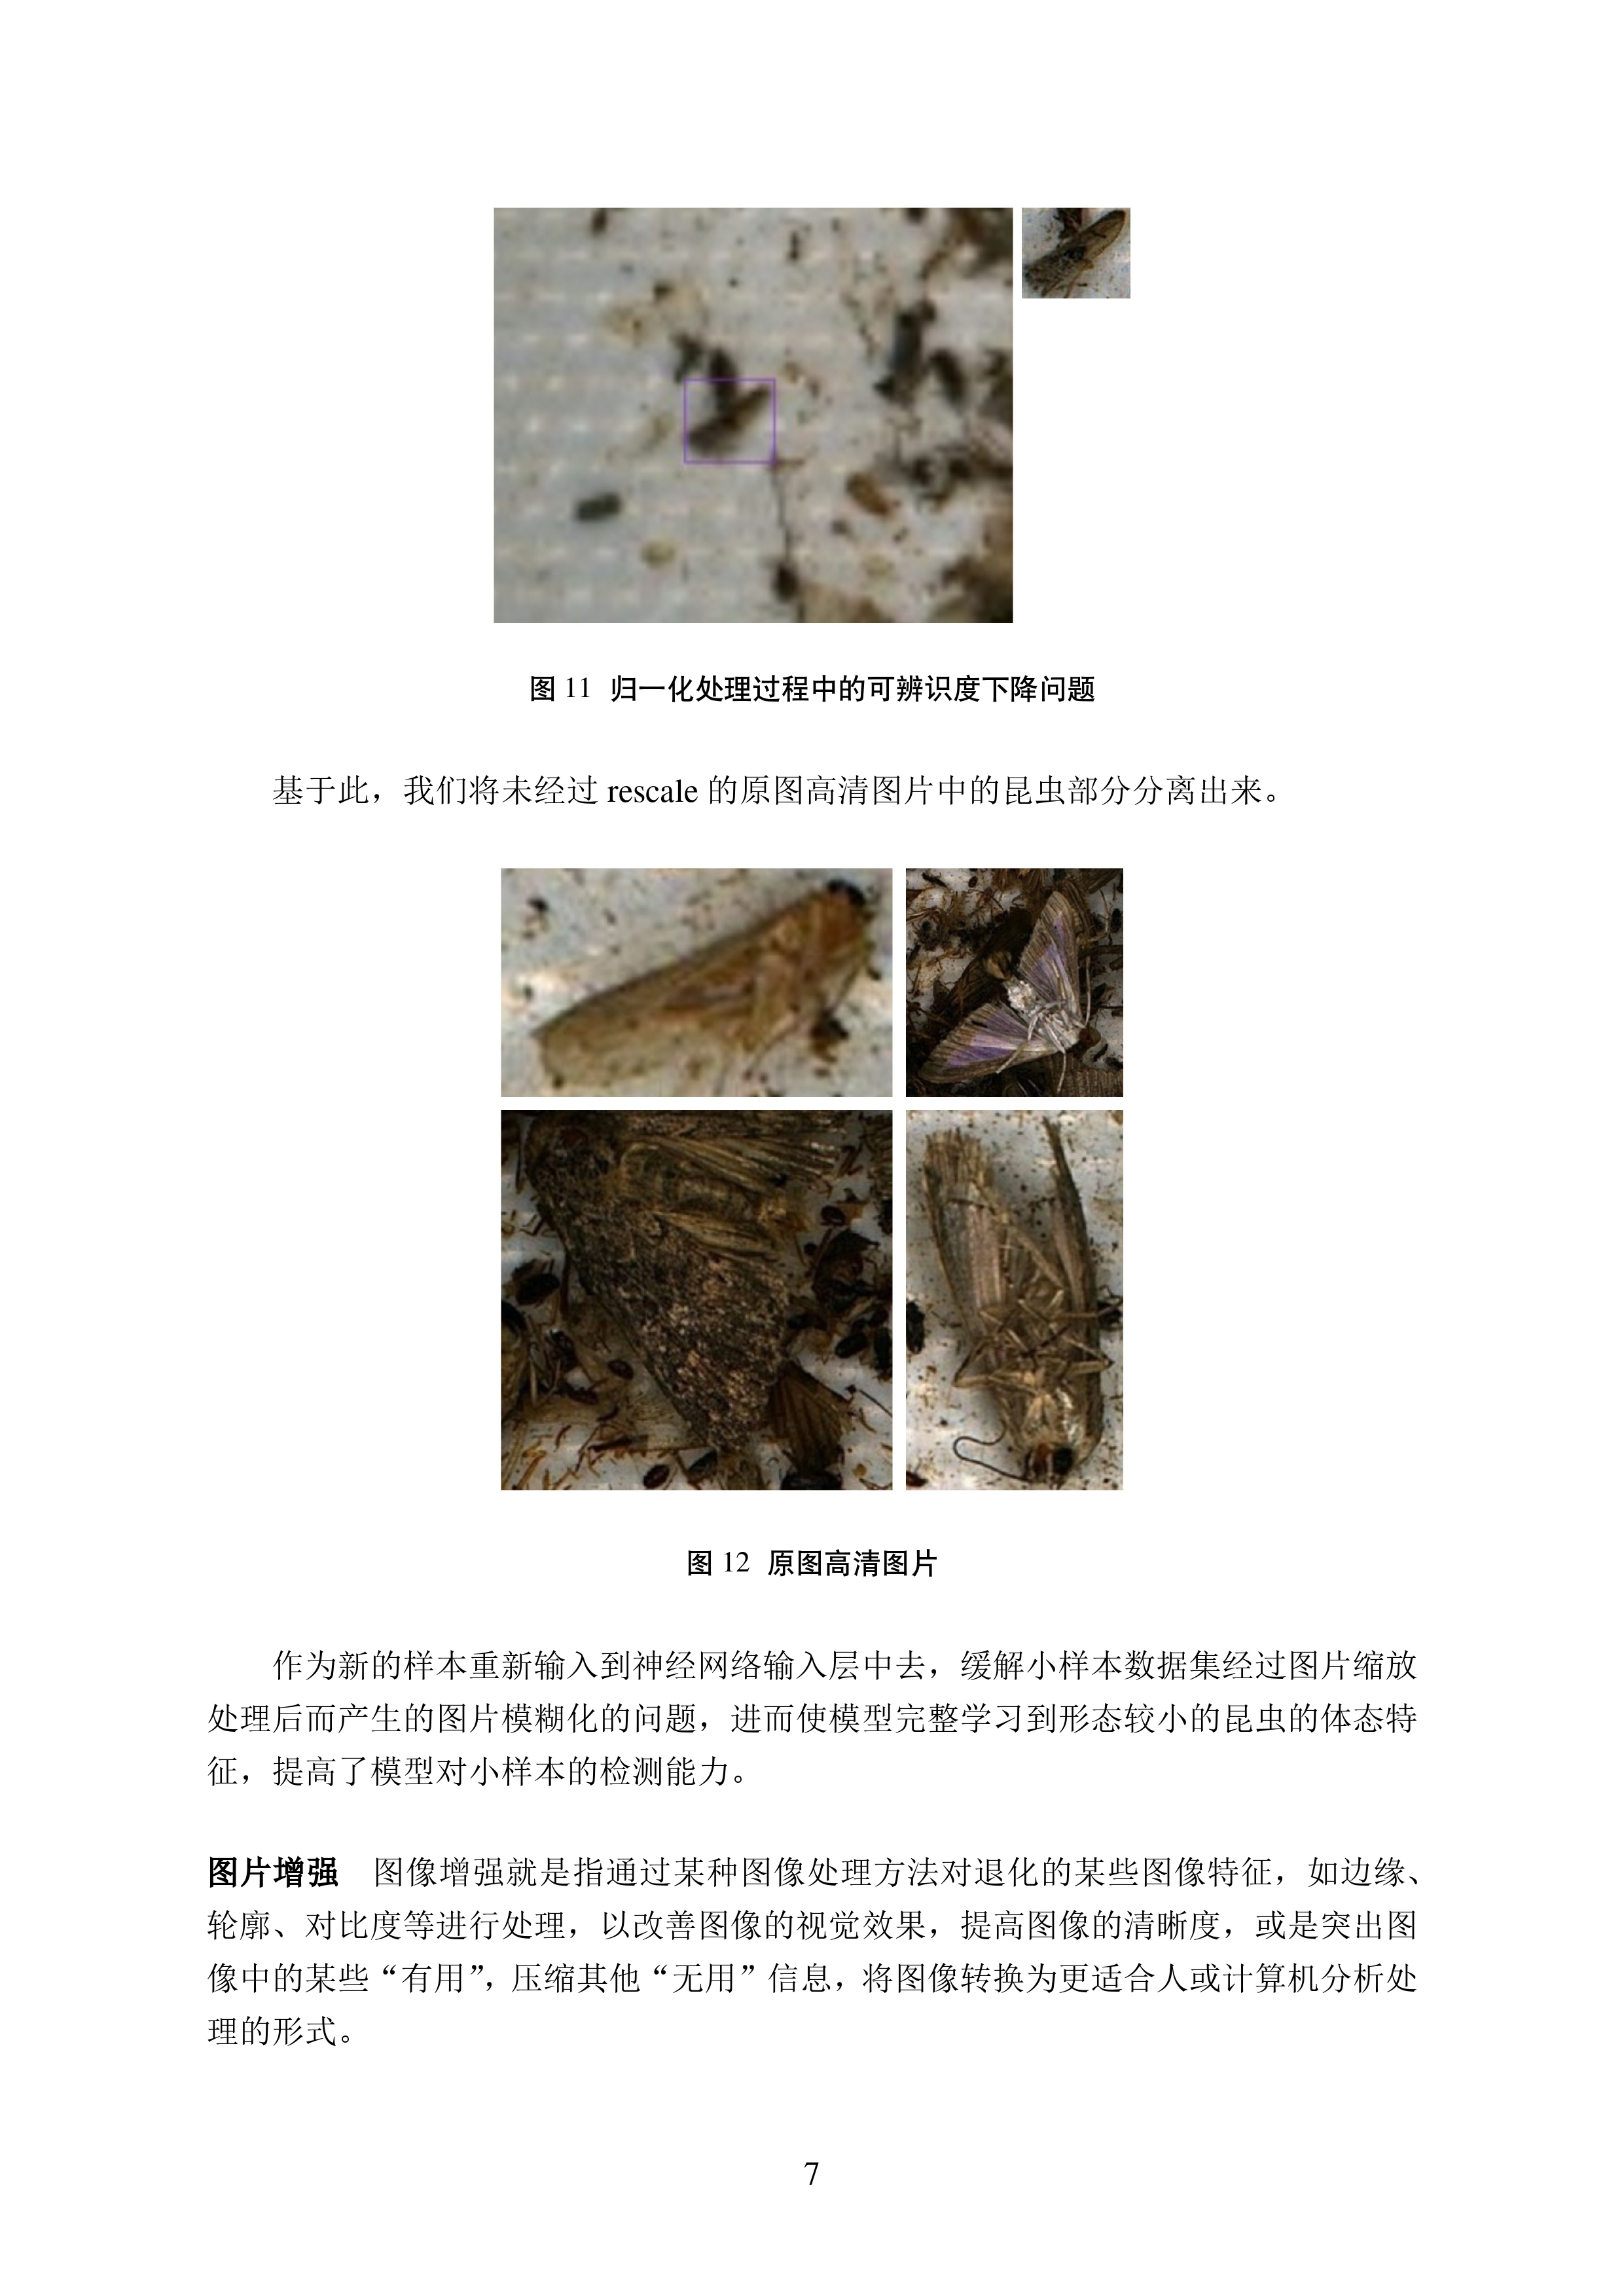 图 11 归一化处理过程中的可辨识度下降问题
基于此，我们将未经过 rescale 的原图高清图片中的昆虫部分分离出来。
图 12 原图高清图片
作为新的样本重新输入到神经网络输入层中去，缓解小样本数据集经过图片缩放
处理后而产生的图片模糊化的问题，进而使模型完整学习到形态较小的昆虫的体态特
征，提高了模型对小样本的检测能力。
图片增强 图像增强就是指通过某种图像处理方法对退化的某些图像特征，如边缘、
轮廓、对比度等进行处理，以改善图像的视觉效果，提高图像的清晰度，或是突出图
像中的某些“有用”，压缩其他“无用”信息，将图像转换为更适合人或计算机分析处
理的形式。
7